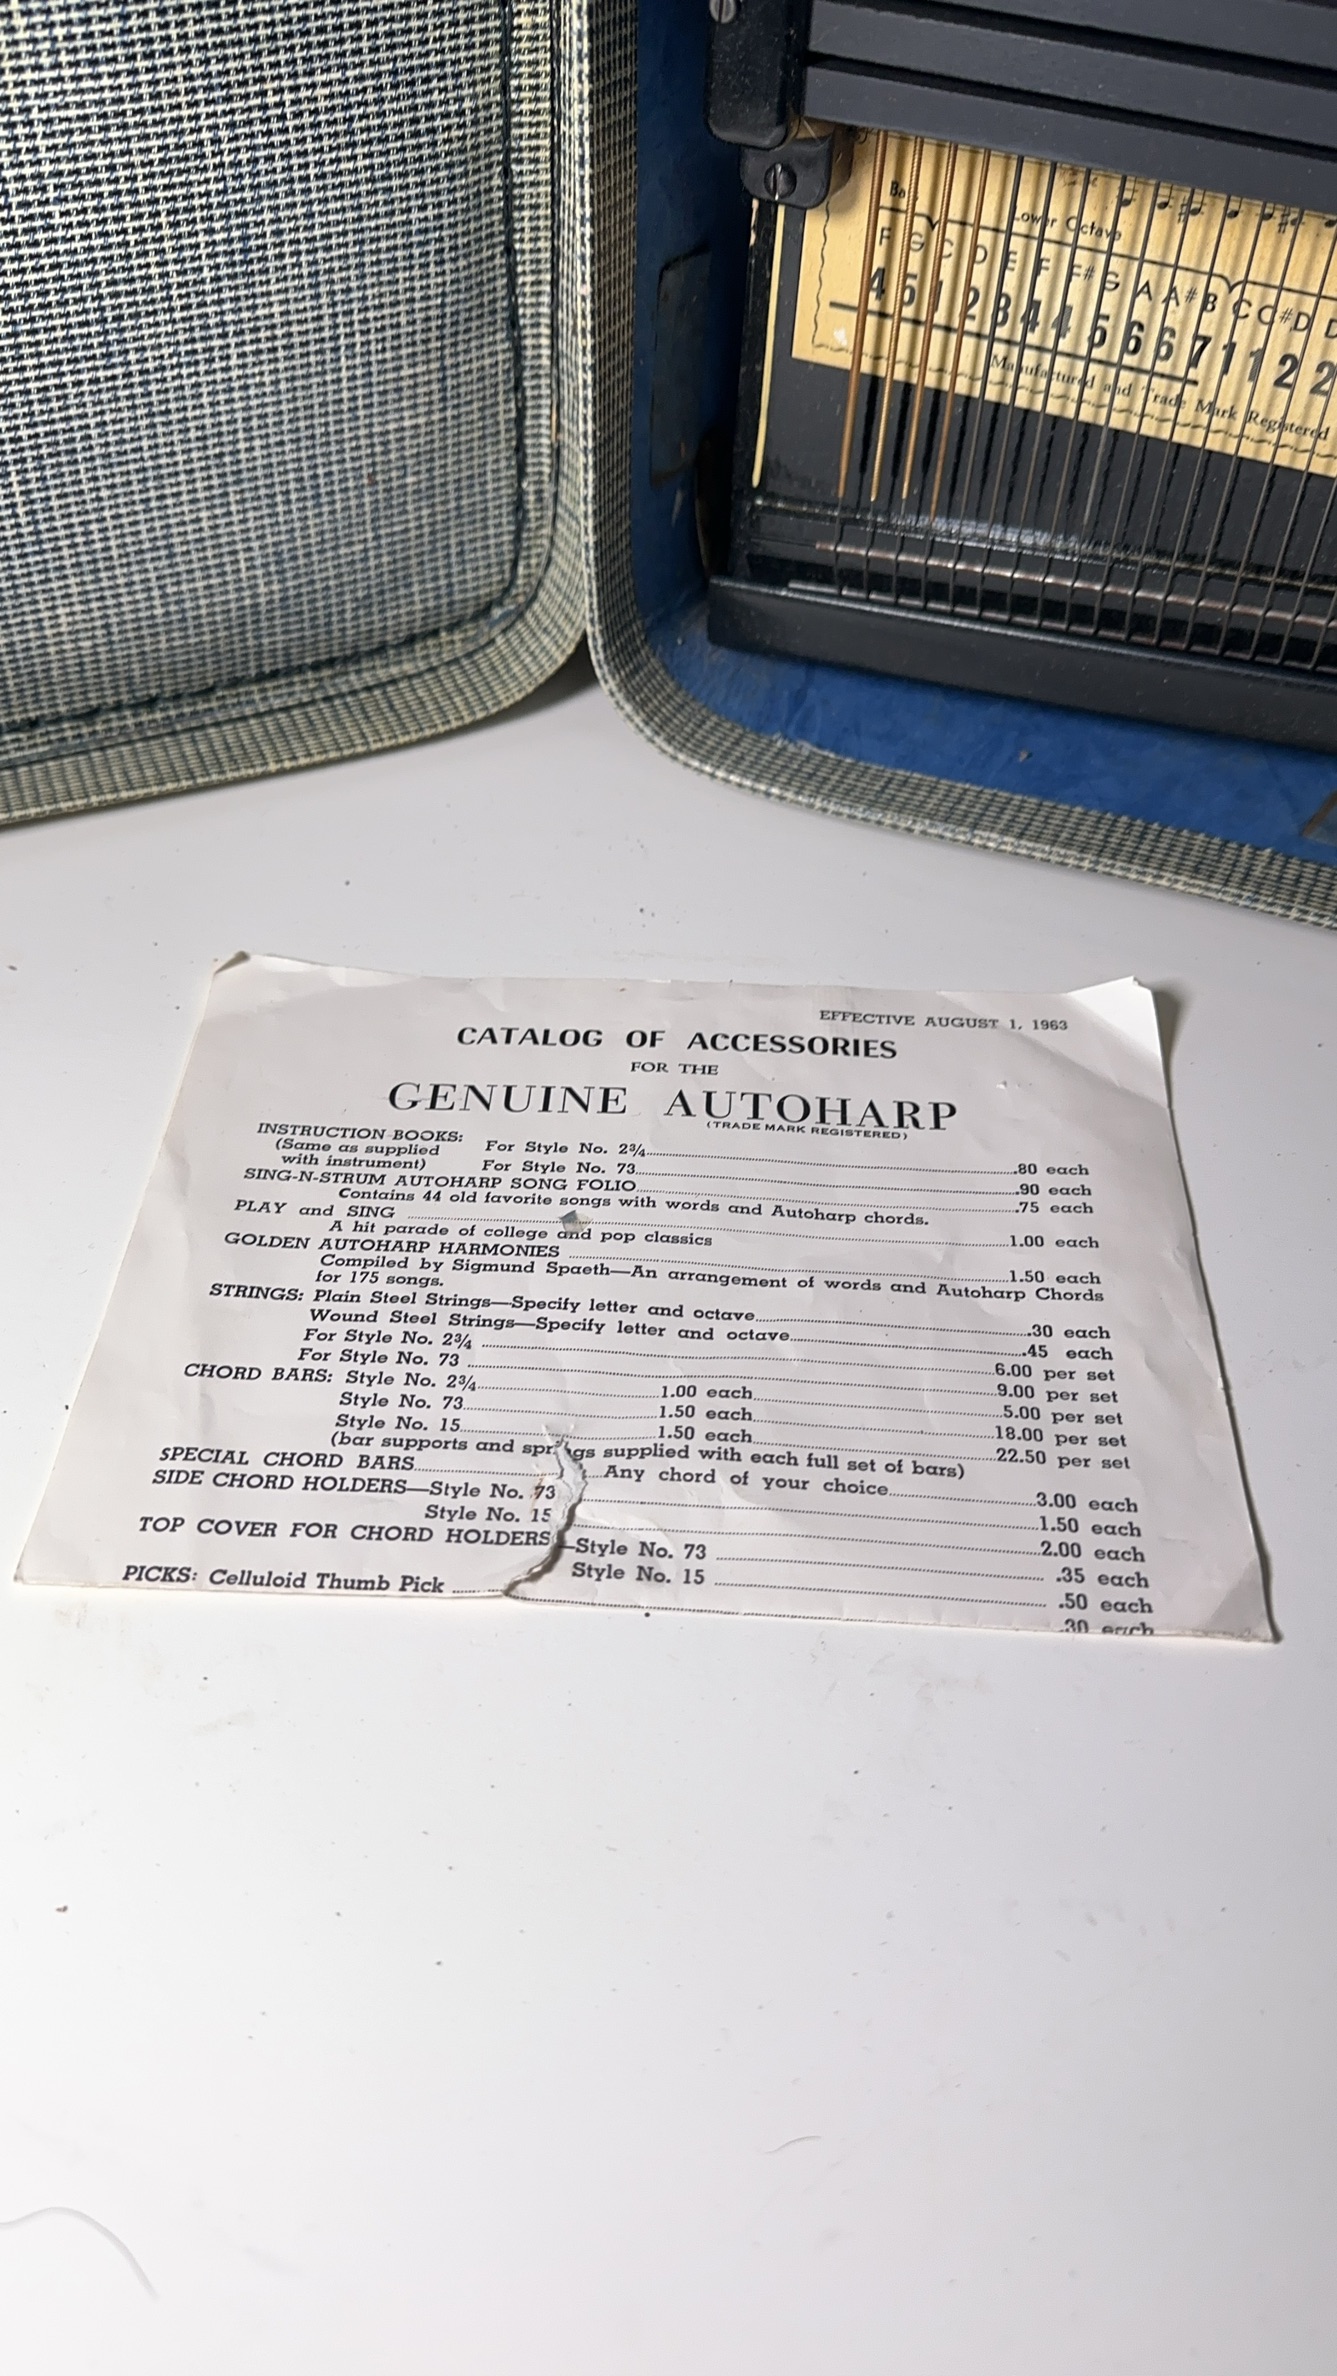 Lower Octave
F G C D E F F# G A A# B C C# D
4 5 1 2 3 4 4 5 6 6 7 1 1 2 2
Manufactured and Trade Mark Registered
EFFECTIVE AUGUST 1, 1963
CATALOG OF ACCESSORIES
FOR THE
GENUINE AUTOHARP
(TRADE MARK REGISTERED)
INSTRUCTION BOOKS: For Style No. 2¾ .80 each
(Same as supplied
with instrument) For Style No. 73 .90 each
SING-N-STRUM AUTOHARP SONG FOLIO .75 each
Contains 44 old favorite songs with words and Autoharp chords.
PLAY and SING 1.00 each
A hit parade of college and pop classics
GOLDEN AUTOHARP HARMONIES 1.50 each
Compiled by Sigmund Spaeth—An arrangement of words and Autoharp Chords
for 175 songs.
STRINGS: Plain Steel Strings—Specify letter and octave .30 each
Wound Steel Strings—Specify letter and octave .45 each
For Style No. 2¾ 6.00 per set
For Style No. 73 9.00 per set
CHORD BARS: Style No. 2¾ 1.00 each 5.00 per set
Style No. 73 1.50 each 18.00 per set
Style No. 15 1.50 each 22.50 per set
(bar supports and springs supplied with each full set of bars)
SPECIAL CHORD BARS Any chord of your choice 3.00 each
SIDE CHORD HOLDERS—Style No. 73 1.50 each
Style No. 15 2.00 each
TOP COVER FOR CHORD HOLDERS—Style No. 73 .35 each
Style No. 15 .50 each
PICKS: Celluloid Thumb Pick .30 each